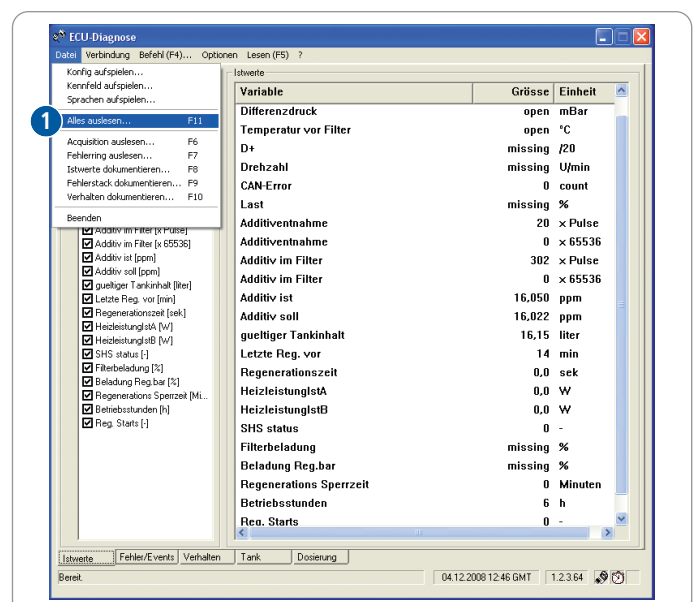 ECU-Diagnose
Datei Verbindung Befehl (F4)... Optionen Lesen (F5) ?
Konfig aufspielen...
Kennfeld aufspielen...
Sprachen aufspielen...
1
Alles auslesen... F11
Acquisition auslesen... F6
Fehlerring auslesen... F7
Istwerte dokumentieren... F8
Fehlerstack dokumentieren... F9
Verhalten dokumentieren... F10
Beenden
Additiv im Filter [x Pulse]
Additiv im Filter [x 65536]
Additiv ist [ppm]
Additiv soll [ppm]
gueltiger Tankinhalt [liter]
Letzte Reg. vor [min]
Regenerationszeit [sek]
HeizleistungIstA [W]
HeizleistungIstB [W]
SHS status [-]
Filterbeladung [%]
Beladung Reg.bar [%]
Regenerations Sperrzeit [Mi...
Betriebsstunden [h]
Reg. Starts [-]
Istwerte
Variable Grösse Einheit
Differenzdruck open mBar
Temperatur vor Filter open °C
D+ missing /20
Drehzahl missing U/min
CAN-Error 0 count
Last missing %
Additiventnahme 20 x Pulse
Additiventnahme 0 x 65536
Additiv im Filter 302 x Pulse
Additiv im Filter 0 x 65536
Additiv ist 16,050 ppm
Additiv soll 16,022 ppm
gueltiger Tankinhalt 16,15 liter
Letzte Reg. vor 14 min
Regenerationszeit 0,0 sek
HeizleistungIstA 0,0 W
HeizleistungIstB 0,0 W
SHS status 0 -
Filterbeladung missing %
Beladung Reg.bar missing %
Regenerations Sperrzeit 0 Minuten
Betriebsstunden 6 h
Reg. Starts 0 -
Istwerte Fehler/Events Verhalten Tank Dosierung
Bereit. 04.12.2008 12:46 GMT 1.2.3.64